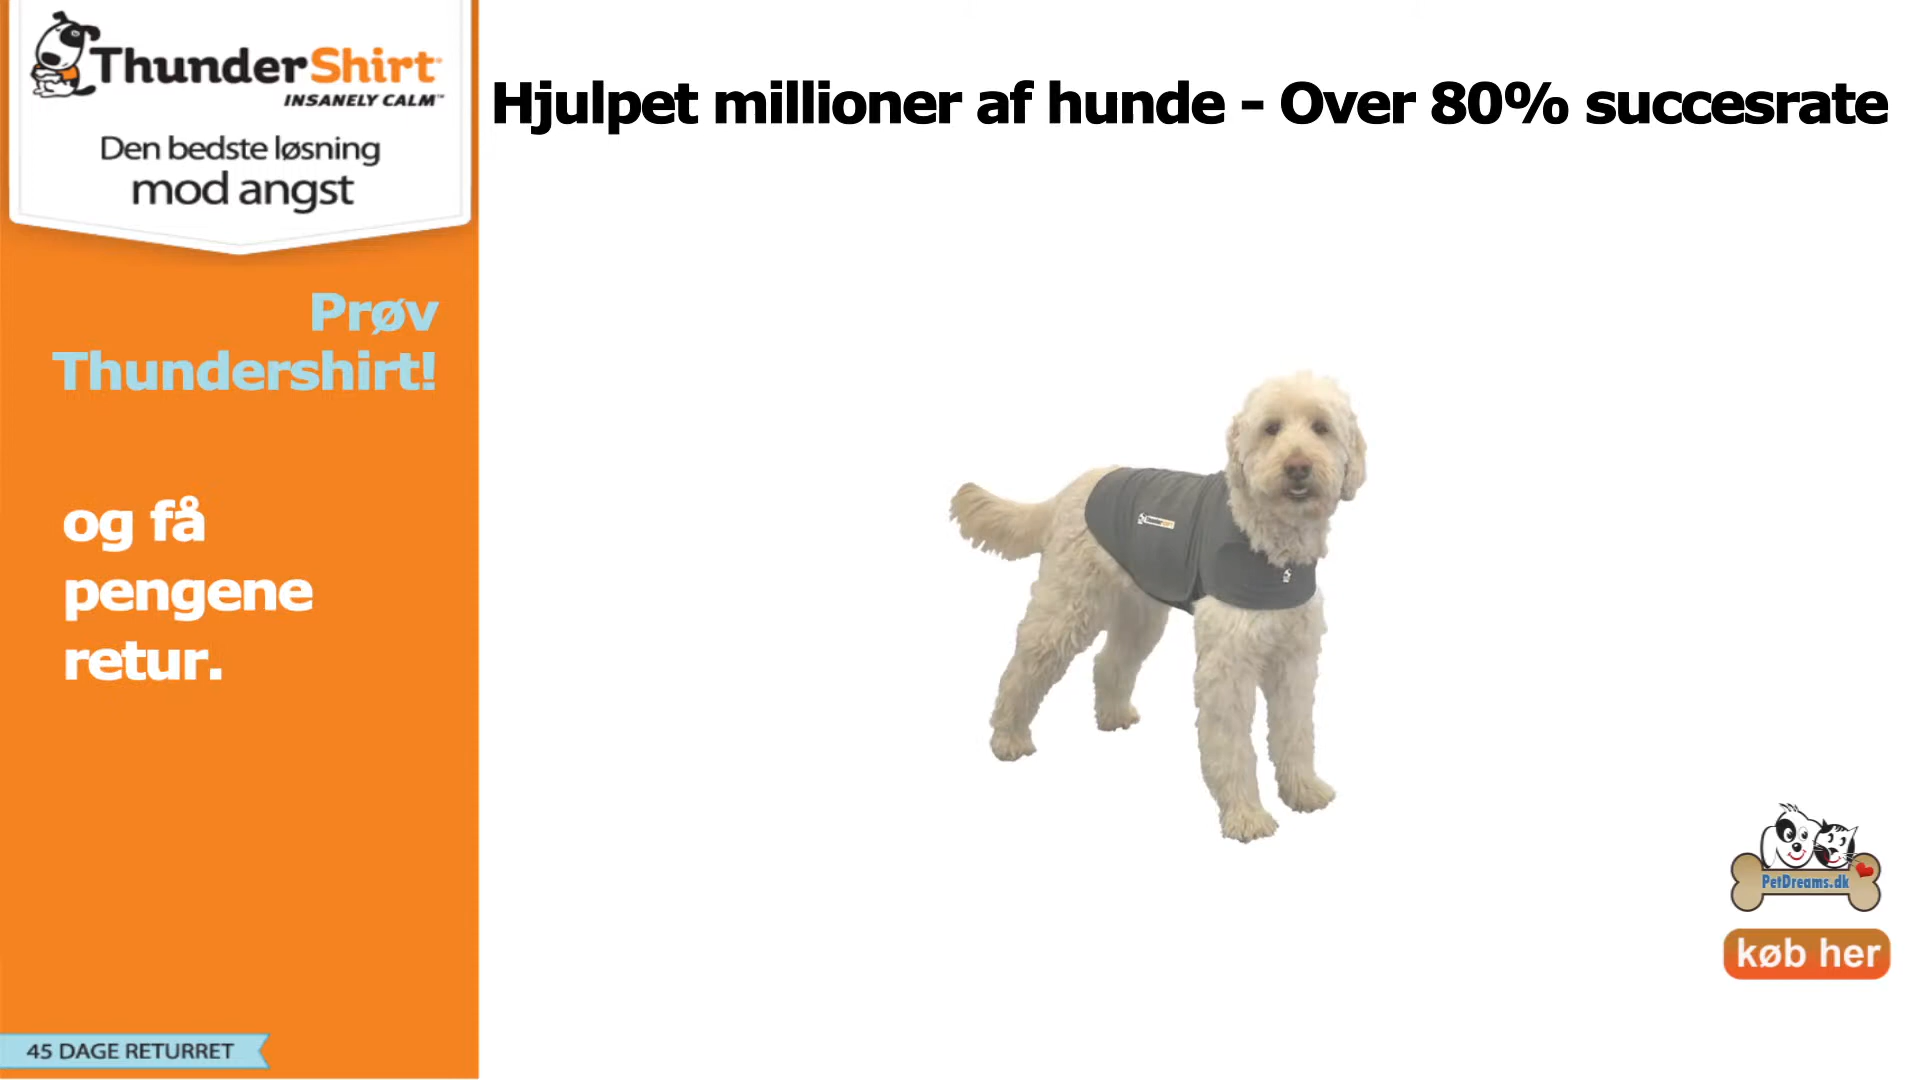 ThunderShirt
INSANELY CALM™
Den bedste løsning
mod angst
Hjulpet millioner af hunde - Over 80% succesrate
Prøv
Thundershirt!
og få
pengene
retur.
PetDreams.dk
køb her
45 DAGE RETURRET